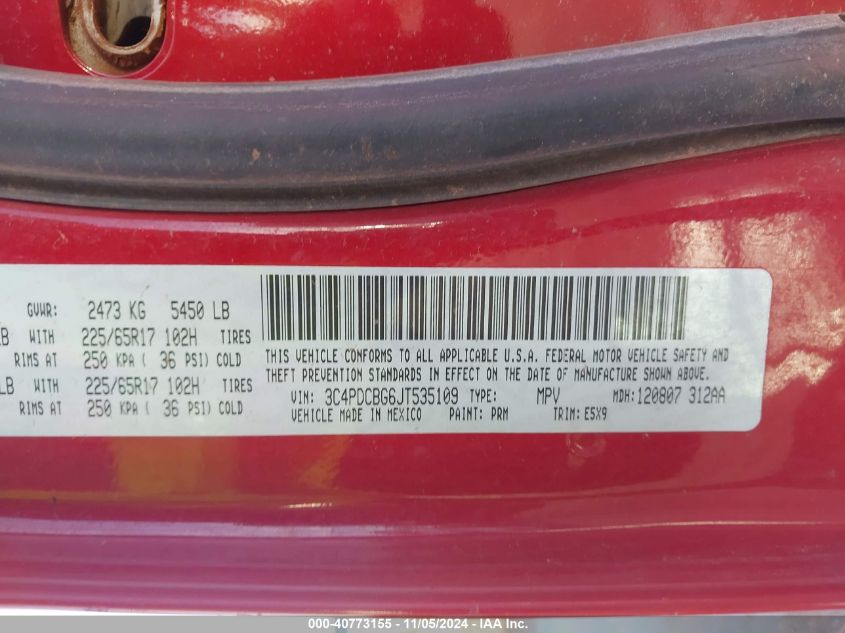 GVWR: 2473 KG 5450 LB
LB WITH 225/65R17 102H TIRES
RIMS AT 250 KPA ( 36 PSI) COLD
LB WITH 225/65R17 102H TIRES
RIMS AT 250 KPA ( 36 PSI) COLD
THIS VEHICLE CONFORMS TO ALL APPLICABLE U.S.A. FEDERAL MOTOR VEHICLE SAFETY AND
THEFT PREVENTION STANDARDS IN EFFECT ON THE DATE OF MANUFACTURE SHOWN ABOVE.
VIN: 3C4PDCBG6JT535109 TYPE: MPV MDH:120807 312AA
VEHICLE MADE IN MEXICO PAINT: PRM TRIM: E5X9
000-40773155 - 11/05/2024 - IAA Inc.